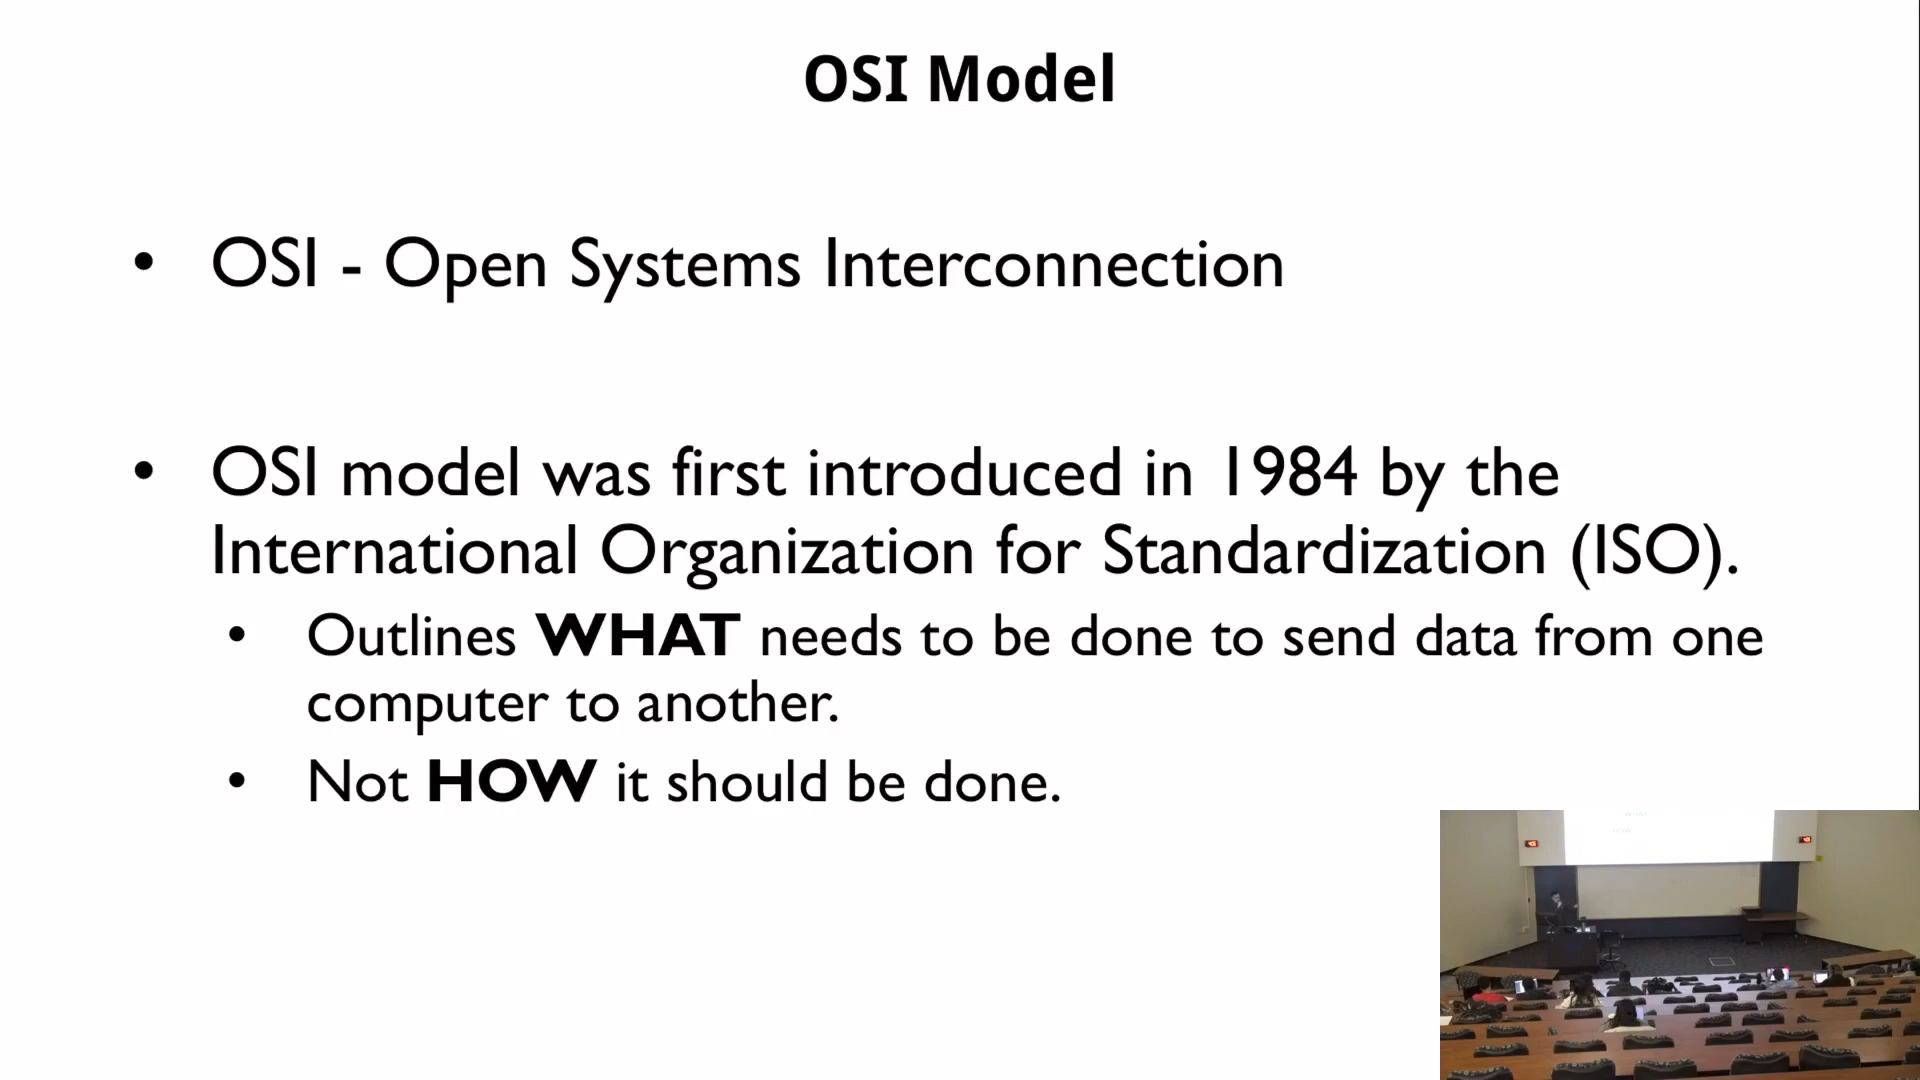 OSI Model
• OSI - Open Systems Interconnection
• OSI model was first introduced in 1984 by the
International Organization for Standardization (ISO).
• Outlines WHAT needs to be done to send data from one
computer to another.
• Not HOW it should be done.